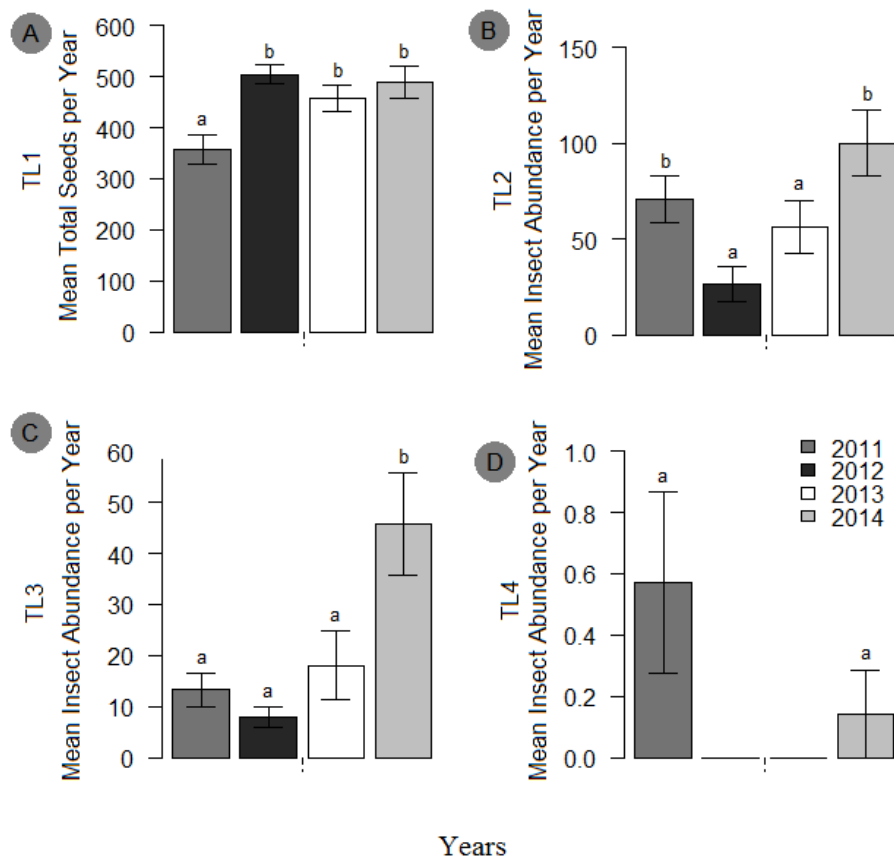 A
TL1
Mean Total Seeds per Year
600
500
400
300
200
100
0
a
b
b
b
B
TL2
Mean Insect Abundance per Year
150
100
50
0
b
a
a
b
C
TL3
Mean Insect Abundance per Year
60
50
40
30
20
10
0
a
a
a
b
D
TL4
Mean Insect Abundance per Year
1.0
0.8
0.6
0.4
0.2
0.0
a
a
2011
2012
2013
2014
Years